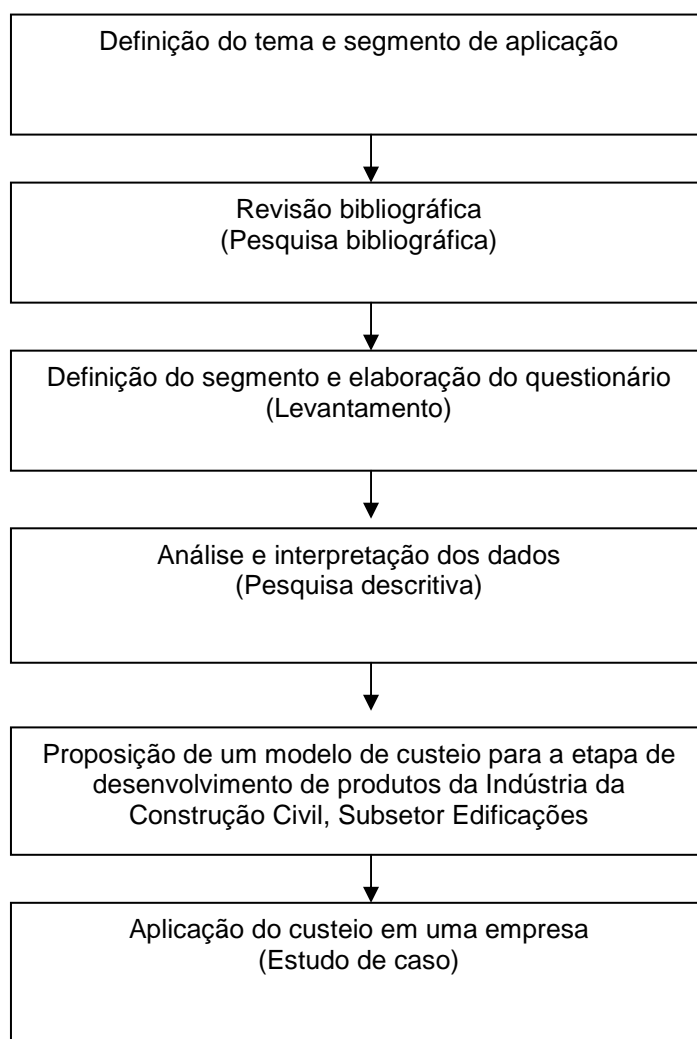 Definição do tema e segmento de aplicação
Revisão bibliográfica
(Pesquisa bibliográfica)
Definição do segmento e elaboração do questionário
(Levantamento)
Análise e interpretação dos dados
(Pesquisa descritiva)
Proposição de um modelo de custeio para a etapa de
desenvolvimento de produtos da Indústria da
Construção Civil, Subsetor Edificações
Aplicação do custeio em uma empresa
(Estudo de caso)